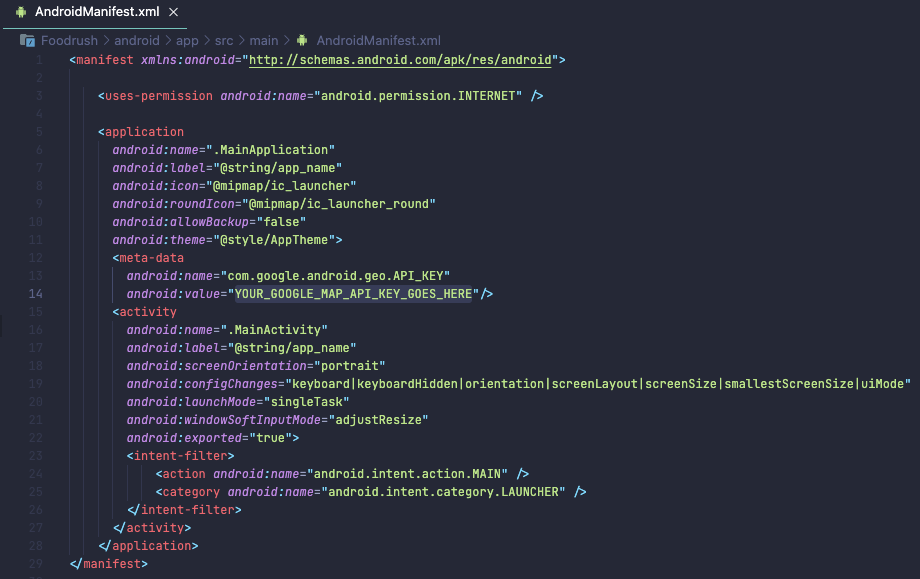 AndroidManifest.xml ×
Foodrush > android > app > src > main > AndroidManifest.xml
1 <manifest xmlns:android="http://schemas.android.com/apk/res/android">
2
3 <uses-permission android:name="android.permission.INTERNET" />
4
5 <application
6 android:name=".MainApplication"
7 android:label="@string/app_name"
8 android:icon="@mipmap/ic_launcher"
9 android:roundIcon="@mipmap/ic_launcher_round"
10 android:allowBackup="false"
11 android:theme="@style/AppTheme">
12 <meta-data
13 android:name="com.google.android.geo.API_KEY"
14 android:value="YOUR_GOOGLE_MAP_API_KEY_GOES_HERE"/>
15 <activity
16 android:name=".MainActivity"
17 android:label="@string/app_name"
18 android:screenOrientation="portrait"
19 android:configChanges="keyboard|keyboardHidden|orientation|screenLayout|screenSize|smallestScreenSize|uiMode"
20 android:launchMode="singleTask"
21 android:windowSoftInputMode="adjustResize"
22 android:exported="true">
23 <intent-filter>
24 <action android:name="android.intent.action.MAIN" />
25 <category android:name="android.intent.category.LAUNCHER" />
26 </intent-filter>
27 </activity>
28 </application>
29 </manifest>